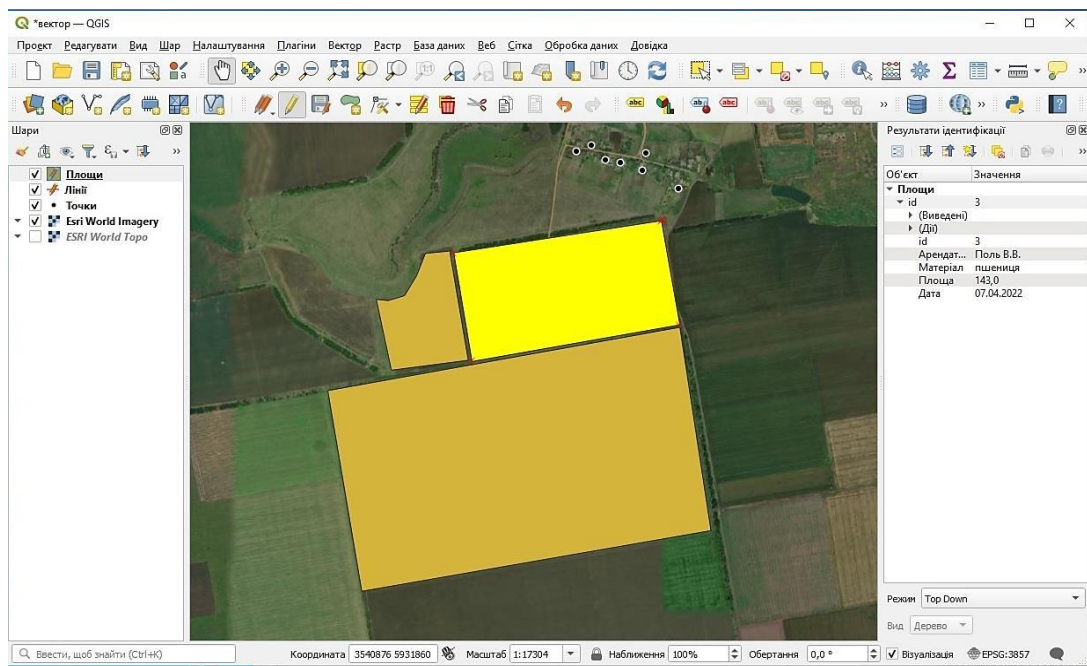 *вектор — QGIS
Проєкт Редагувати Вид Шар Налаштування Плагіни Вектор Растр База даних Веб Сітка Обробка даних Довідка
Шари
Результати ідентифікації
Об'єкт Значення
Площи
Площи
id 3
Лінії
(Виведені)
Точки
(Дії)
Esri World Imagery
id 3
ESRI World Topo
Арендат... Поль В.В.
Матеріал пшениця
Площа 143,0
Дата 07.04.2022
Режим Top Down
Вид Дерево
Ввести, щоб знайти (Ctrl+K) Координата 3540876 5931860 Масштаб 1:17304 Наближення 100% Обертання 0,0 ° Візуалізація EPSG:3857